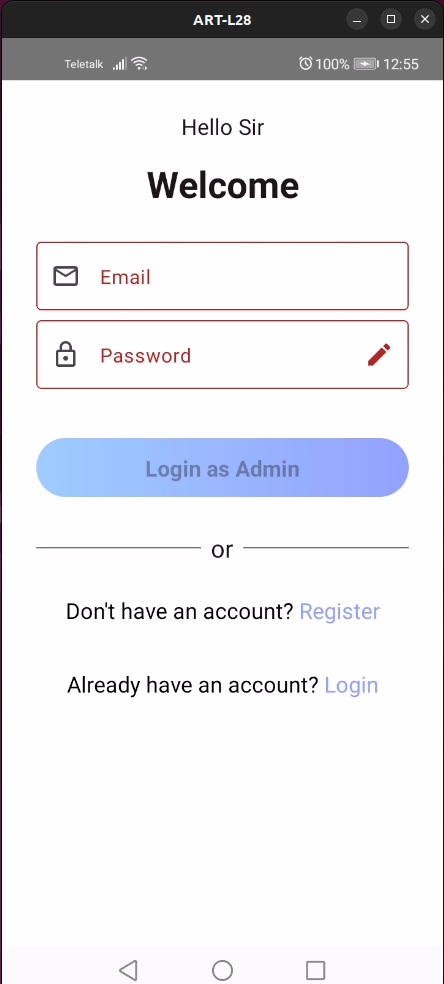 ART-L28
Teletalk 100% 12:55
Hello Sir
Welcome
Email
Password
Login as Admin
or
Don't have an account? Register
Already have an account? Login